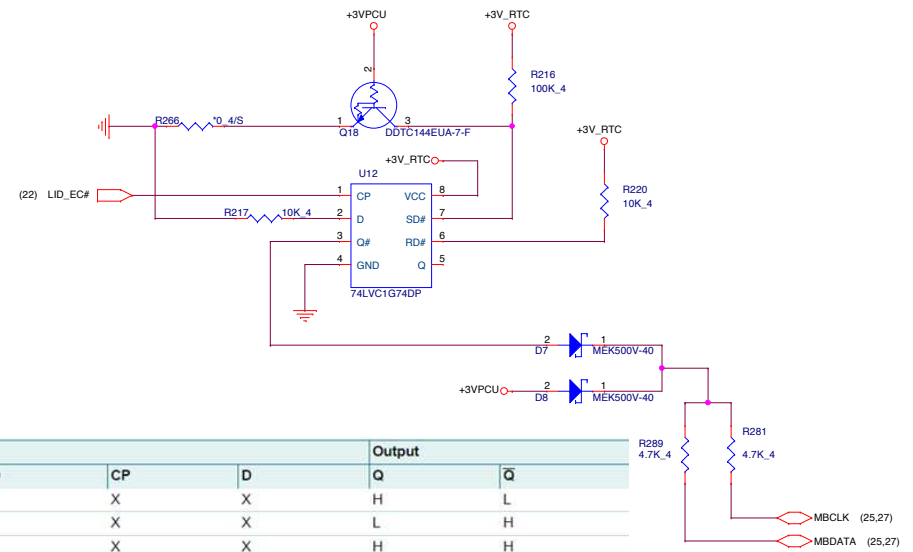 +3VPCU
+3V_RTC
2
R216
100K_4
R266
*0_4/S
1
3
Q18
DDTC144EUA-7-F
+3V_RTC
+3V_RTC
U12
(22) LID_EC#
1
CP
VCC
8
R220
10K_4
R217
10K_4
2
D
SD#
7
3
Q#
RD#
6
4
GND
Q
5
74LVC1G74DP
2
1
D7
MEK500V-40
+3VPCU
2
1
D8
MEK500V-40
R289
4.7K_4
R281
4.7K_4
MBCLK (25,27)
MBDATA (25,27)
Output
CP D Q Q̅
X X H L
X X L H
X X H H